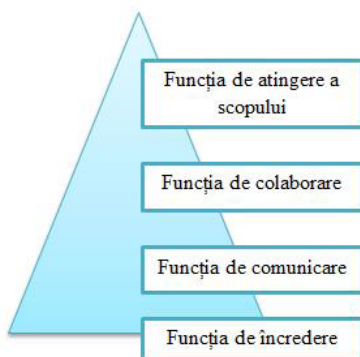 Funcția de atingere a
scopului
Funcția de colaborare
Funcția de comunicare
Funcția de încredere